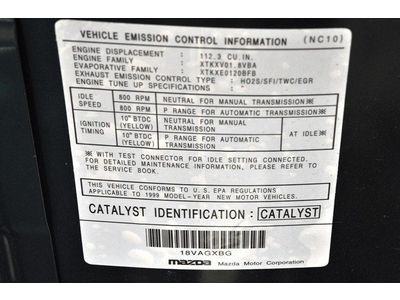 VEHICLE EMISSION CONTROL INFORMATION (NC10)
ENGINE DISPLACEMENT : 112.3 CU. IN.
ENGINE FAMILY : XTKXV01.8VBA
EVAPORATIVE FAMILY : XTKXE0120BFB
EXHAUST EMISSION CONTROL TYPE : HO2S/SFI/TWC/EGR
ENGINE TUNE UP SPECIFICATIONS :
IDLE SPEED 800 RPM NEUTRAL FOR MANUAL TRANSMISSION※
800 RPM P RANGE FOR AUTOMATIC TRANSMISSION※
IGNITION TIMING 10° BTDC (YELLOW) NEUTRAL FOR MANUAL TRANSMISSION AT IDLE※
10° BTDC (YELLOW) P RANGE FOR AUTOMATIC TRANSMISSION
※ WITH TEST CONNECTOR FOR IDLE SETTING CONNECTED.
FOR DETAILED MAINTENANCE INFORMATION, PLEASE REFER TO
THE SERVICE BOOK.
THIS VEHICLE CONFORMS TO U.S. EPA REGULATIONS
APPLICABLE TO 1999 MODEL-YEAR NEW MOTOR VEHICLES.
CATALYST IDENTIFICATION : CATALYST
18VAGXBG
mazda Mazda Motor Corporation